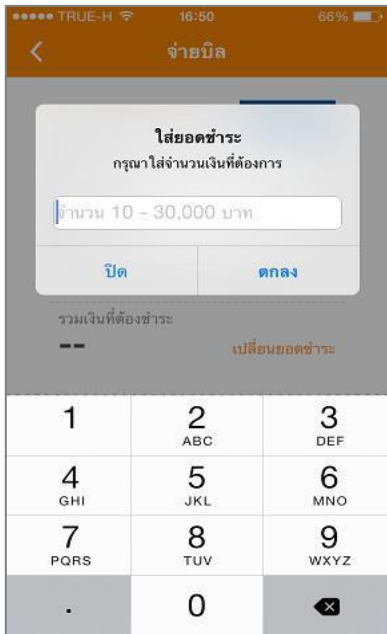 TRUE-H 16:50 66%
จ่ายบิล
ใส่ยอดชำระ
กรุณาใส่จำนวนเงินที่ต้องการ
จำนวน 10 - 30,000 บาท
ปิด ตกลง
รวมเงินที่ต้องชำระ
--
เปลี่ยนยอดชำระ
1 2 3
ABC DEF
4 5 6
GHI JKL MNO
7 8 9
PQRS TUV WXYZ
. 0